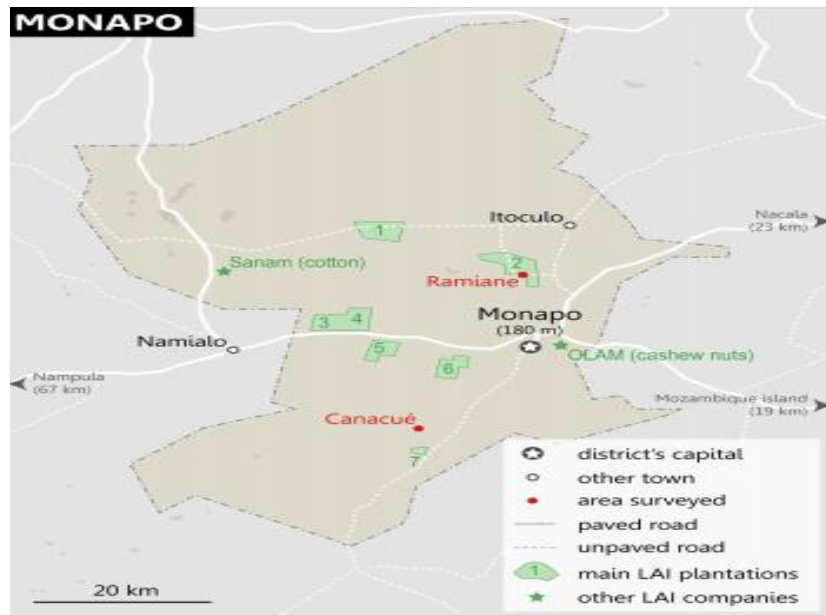 MONAPO
Itoculo
Nacala
(23 km)
1
Sanam (cotton)
2
Ramiane
Monapo
(180 m)
3
4
Namialo
5
OLAM (cashew nuts)
6
Nampula
(67 km)
Mozambique island
(19 km)
Canacué
7
district's capital
other town
area surveyed
paved road
unpaved road
1 main LAI plantations
other LAI companies
20 km